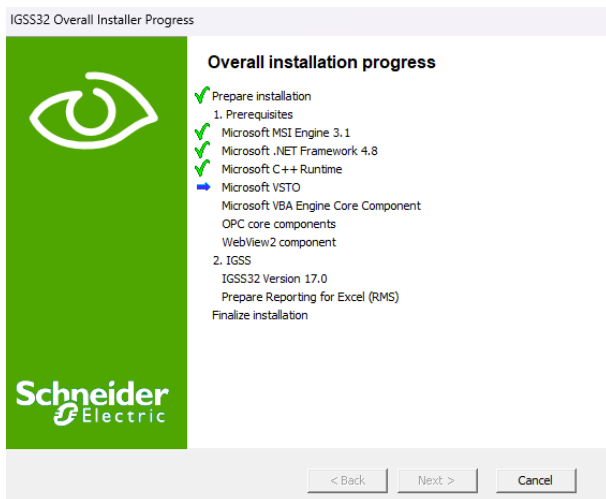 IGSS32 Overall Installer Progress
Overall installation progress
Prepare installation
1. Prerequisites
Microsoft MSI Engine 3.1
Microsoft .NET Framework 4.8
Microsoft C++ Runtime
Microsoft VSTO
Microsoft VBA Engine Core Component
OPC core components
WebView2 component
2. IGSS
IGSS32 Version 17.0
Prepare Reporting for Excel (RMS)
Finalize installation
Schneider
Electric
< Back
Next >
Cancel